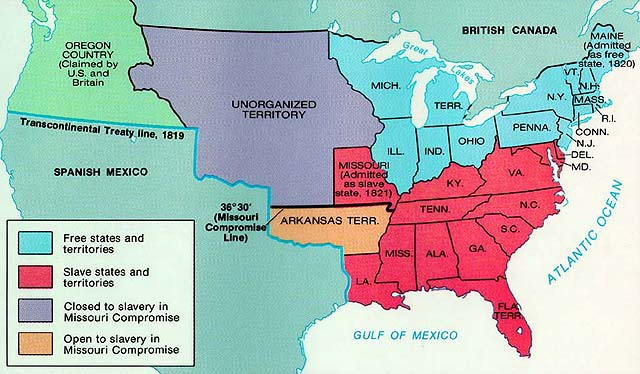 OREGON
COUNTRY
(Claimed by
U.S. and
Britain
BRITISH CANADA
MAINE
(Admitted
as free
state, 1820)
Great
Lakes
VT.
N.H.
MICH.
TERR.
N.Y.
MASS.
R.I.
CONN.
N.J.
PENNA.
UNORGANIZED
TERRITORY
Transcontinental Treaty line, 1819
ILL.
IND.
OHIO
DEL.
MD.
SPANISH MEXICO
MISSOURI
(Admitted
as slave
state, 1821)
KY.
VA.
36°30′
(Missouri
Compromise
Line)
ARKANSAS TERR.
TENN.
N.C.
S.C.
MISS.
ALA.
GA.
LA.
FLA.
TERR.
ATLANTIC OCEAN
GULF OF MEXICO
Free states and
territories
Slave states and
territories
Closed to slavery in
Missouri Compromise
Open to slavery in
Missouri Compromise